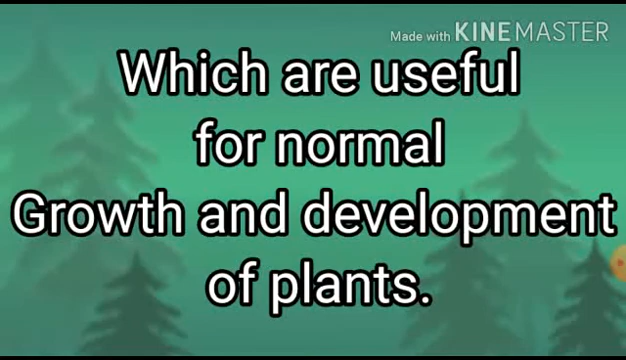 Made with KINEMASTER
Which are useful
for normal
Growth and development
of plants.